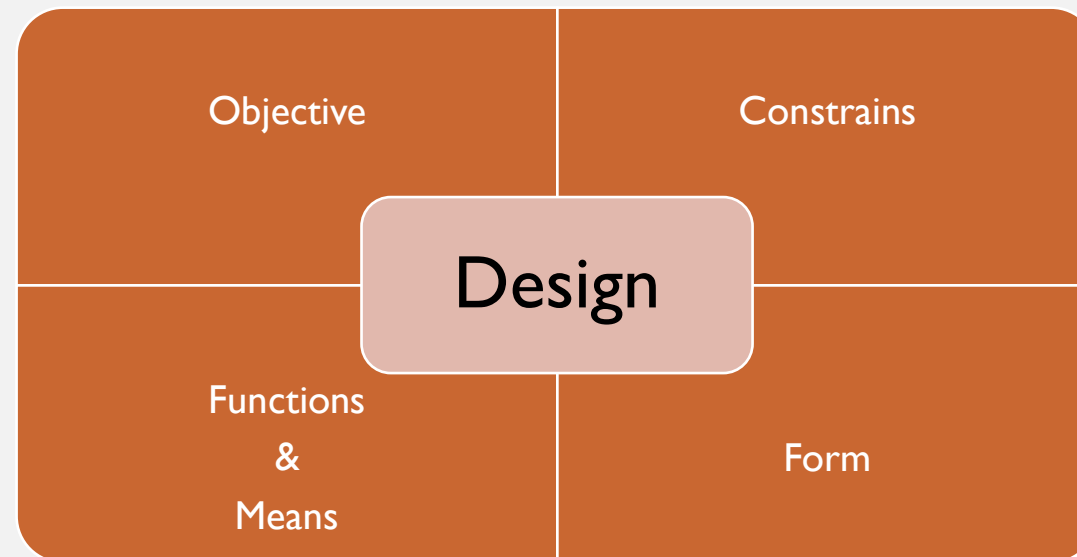 Objective
Constrains
Design
Functions
&
Means
Form